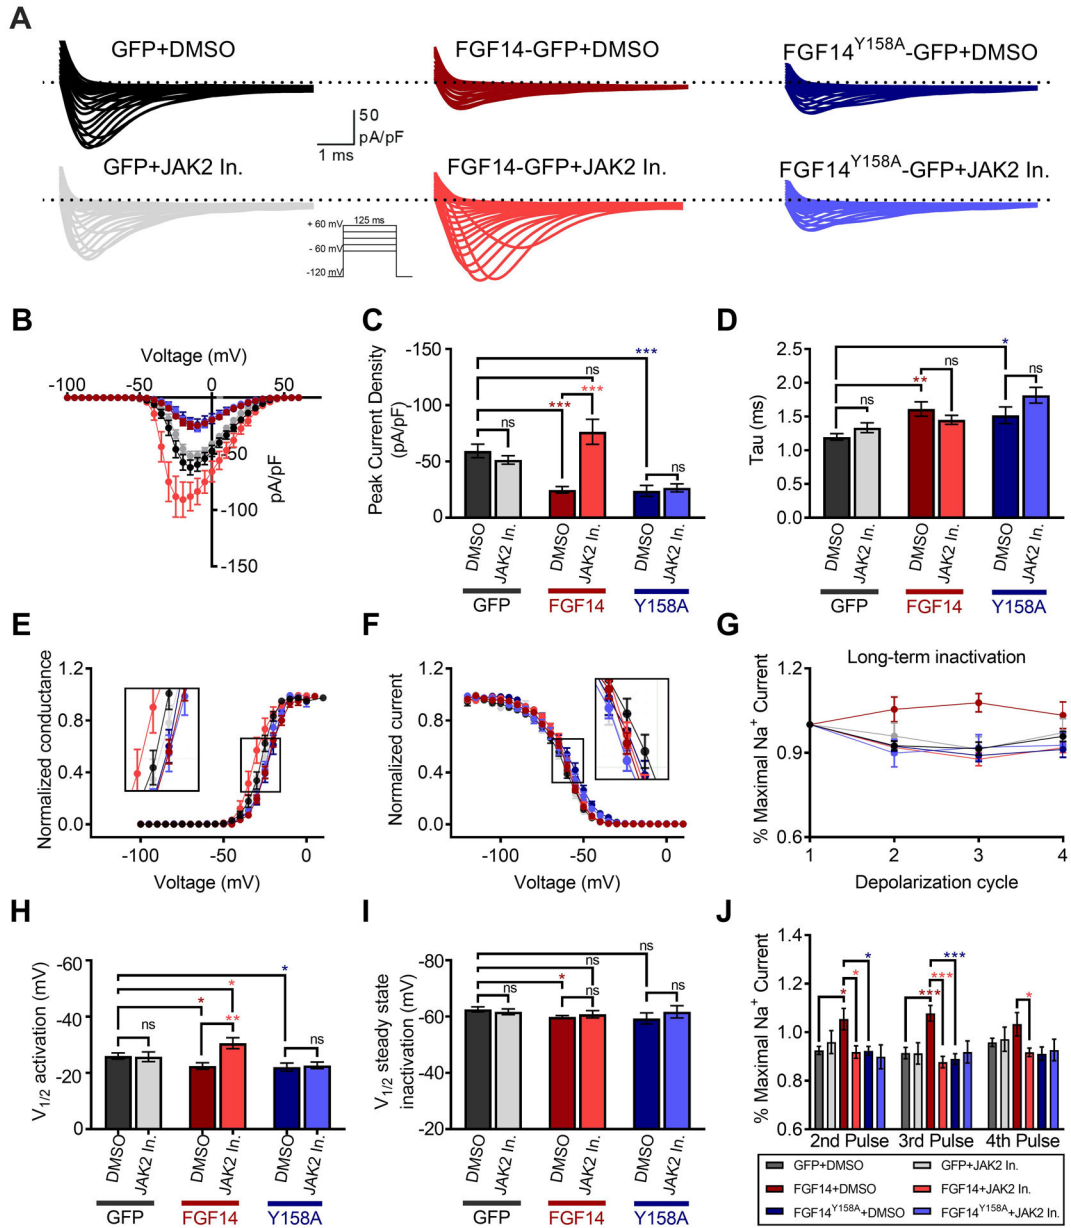 A
GFP+DMSO
FGF14-GFP+DMSO
FGF14Y158A-GFP+DMSO
50
pA/pF
1 ms
GFP+JAK2 In.
FGF14-GFP+JAK2 In.
FGF14Y158A-GFP+JAK2 In.
+ 60 mV
125 ms
- 60 mV
-120 mV
B
Voltage (mV)
-100
-50
0
50
-50
-100
-150
pA/pF
C
Peak Current Density
(pA/pF)
-150
-100
-50
0
***
ns
***
***
ns
ns
DMSO
JAK2 In.
DMSO
JAK2 In.
DMSO
JAK2 In.
GFP
FGF14
Y158A
D
Tau (ms)
2.5
2.0
1.5
1.0
0.5
0.0
*
ns
**
ns
ns
DMSO
JAK2 In.
DMSO
JAK2 In.
DMSO
JAK2 In.
GFP
FGF14
Y158A
E
Normalized conductance
1.2
0.8
0.4
0.0
-100
-50
0
Voltage (mV)
F
Normalized current
1.2
0.8
0.4
0.0
-100
-50
0
Voltage (mV)
G
Long-term inactivation
% Maximal Na+ Current
1.2
0.9
0.6
1
2
3
4
Depolarization cycle
H
V1/2 activation (mV)
-60
-40
-20
0
*
*
*
**
ns
ns
DMSO
JAK2 In.
DMSO
JAK2 In.
DMSO
JAK2 In.
GFP
FGF14
Y158A
I
V1/2 steady state
inactivation (mV)
-80
-60
-40
-20
ns
ns
*
ns
ns
ns
DMSO
JAK2 In.
DMSO
JAK2 In.
DMSO
JAK2 In.
GFP
FGF14
Y158A
J
% Maximal Na+ Current
1.4
1.2
1.0
0.8
0.6
*
*
*
***
***
***
*
2nd Pulse
3rd Pulse
4th Pulse
GFP+DMSO
GFP+JAK2 In.
FGF14+DMSO
FGF14+JAK2 In.
FGF14Y158A+DMSO
FGF14Y158A+JAK2 In.